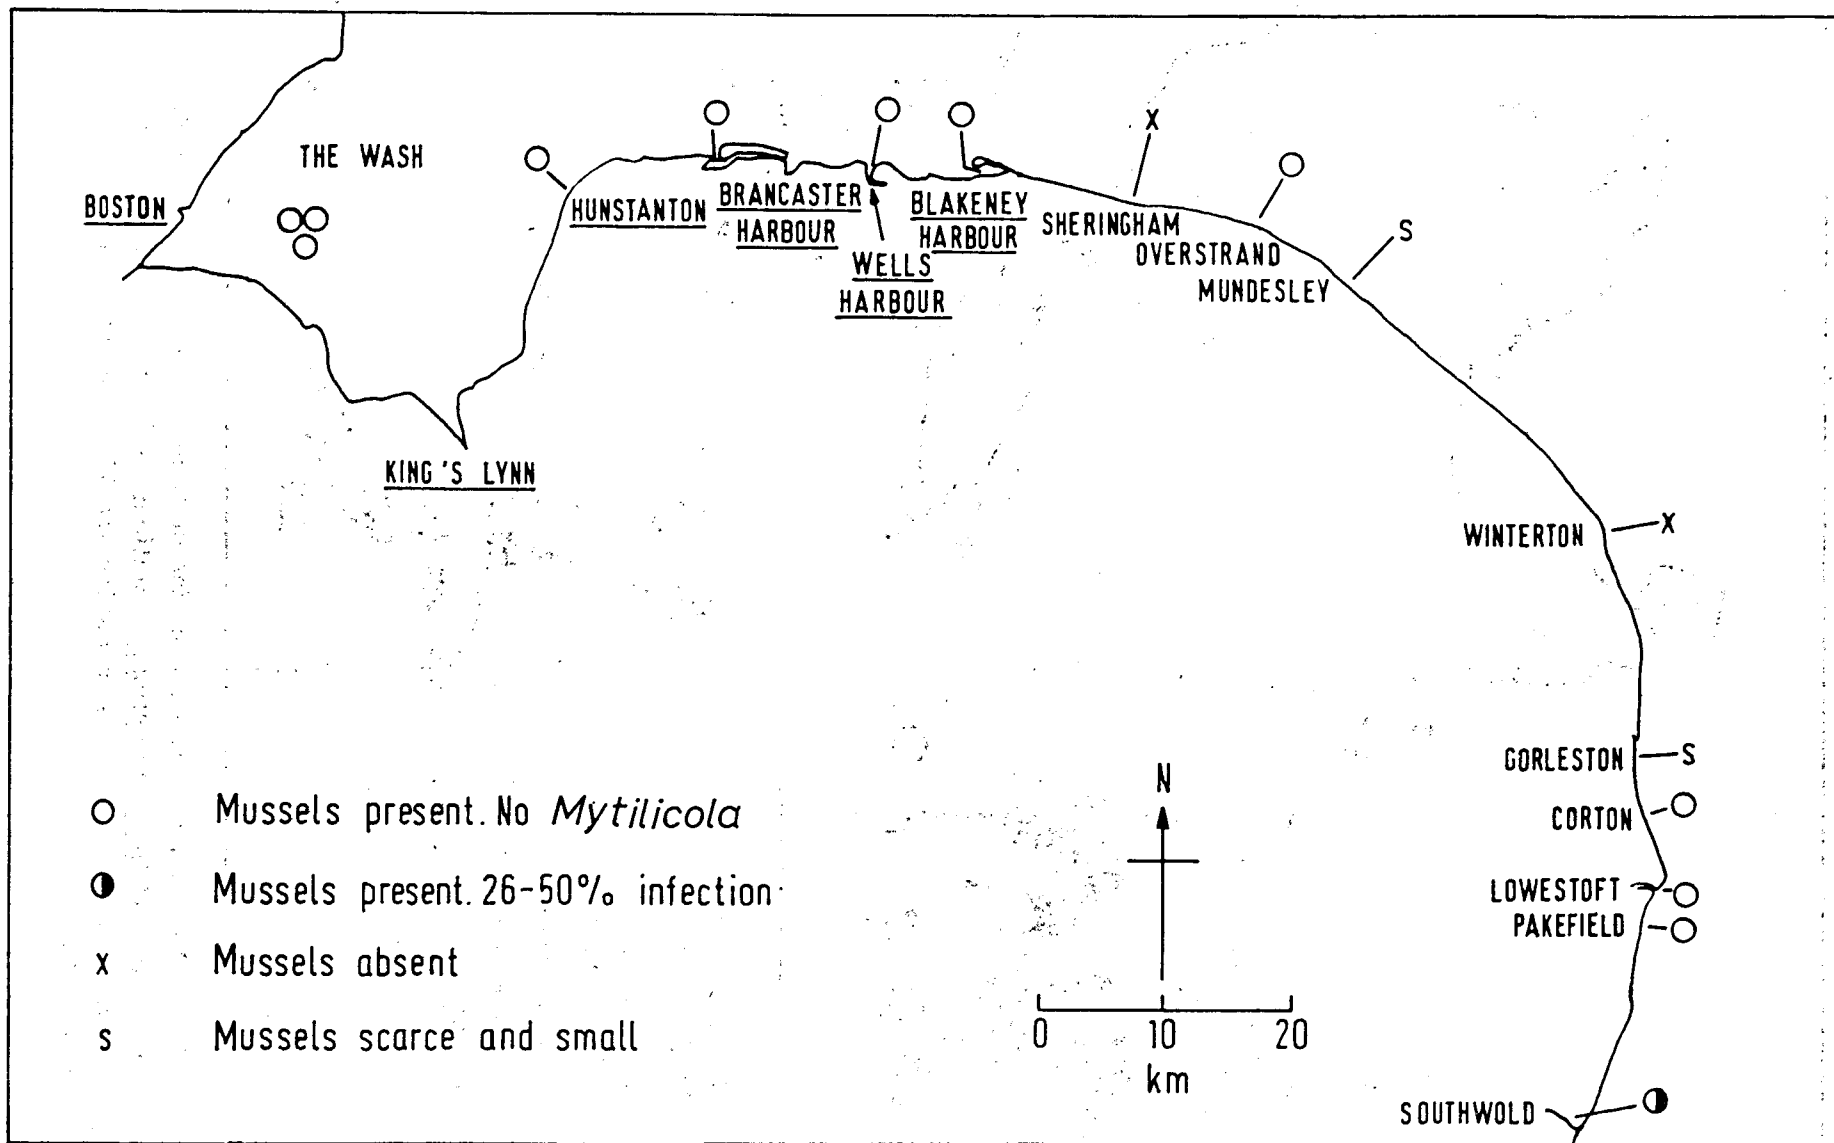 THE WASH
BOSTON
HUNSTANTON
BRANCASTER
HARBOUR
WELLS
HARBOUR
BLAKENEY
HARBOUR
X
SHERINGHAM
OVERSTRAND
S
MUNDESLEY
KING'S LYNN
WINTERTON
X
GORLESTON
S
CORTON
LOWESTOFT
PAKEFIELD
SOUTHWOLD
N
0 10 20
km
Mussels present. No Mytilicola
Mussels present. 26-50% infection
x Mussels absent
s Mussels scarce and small